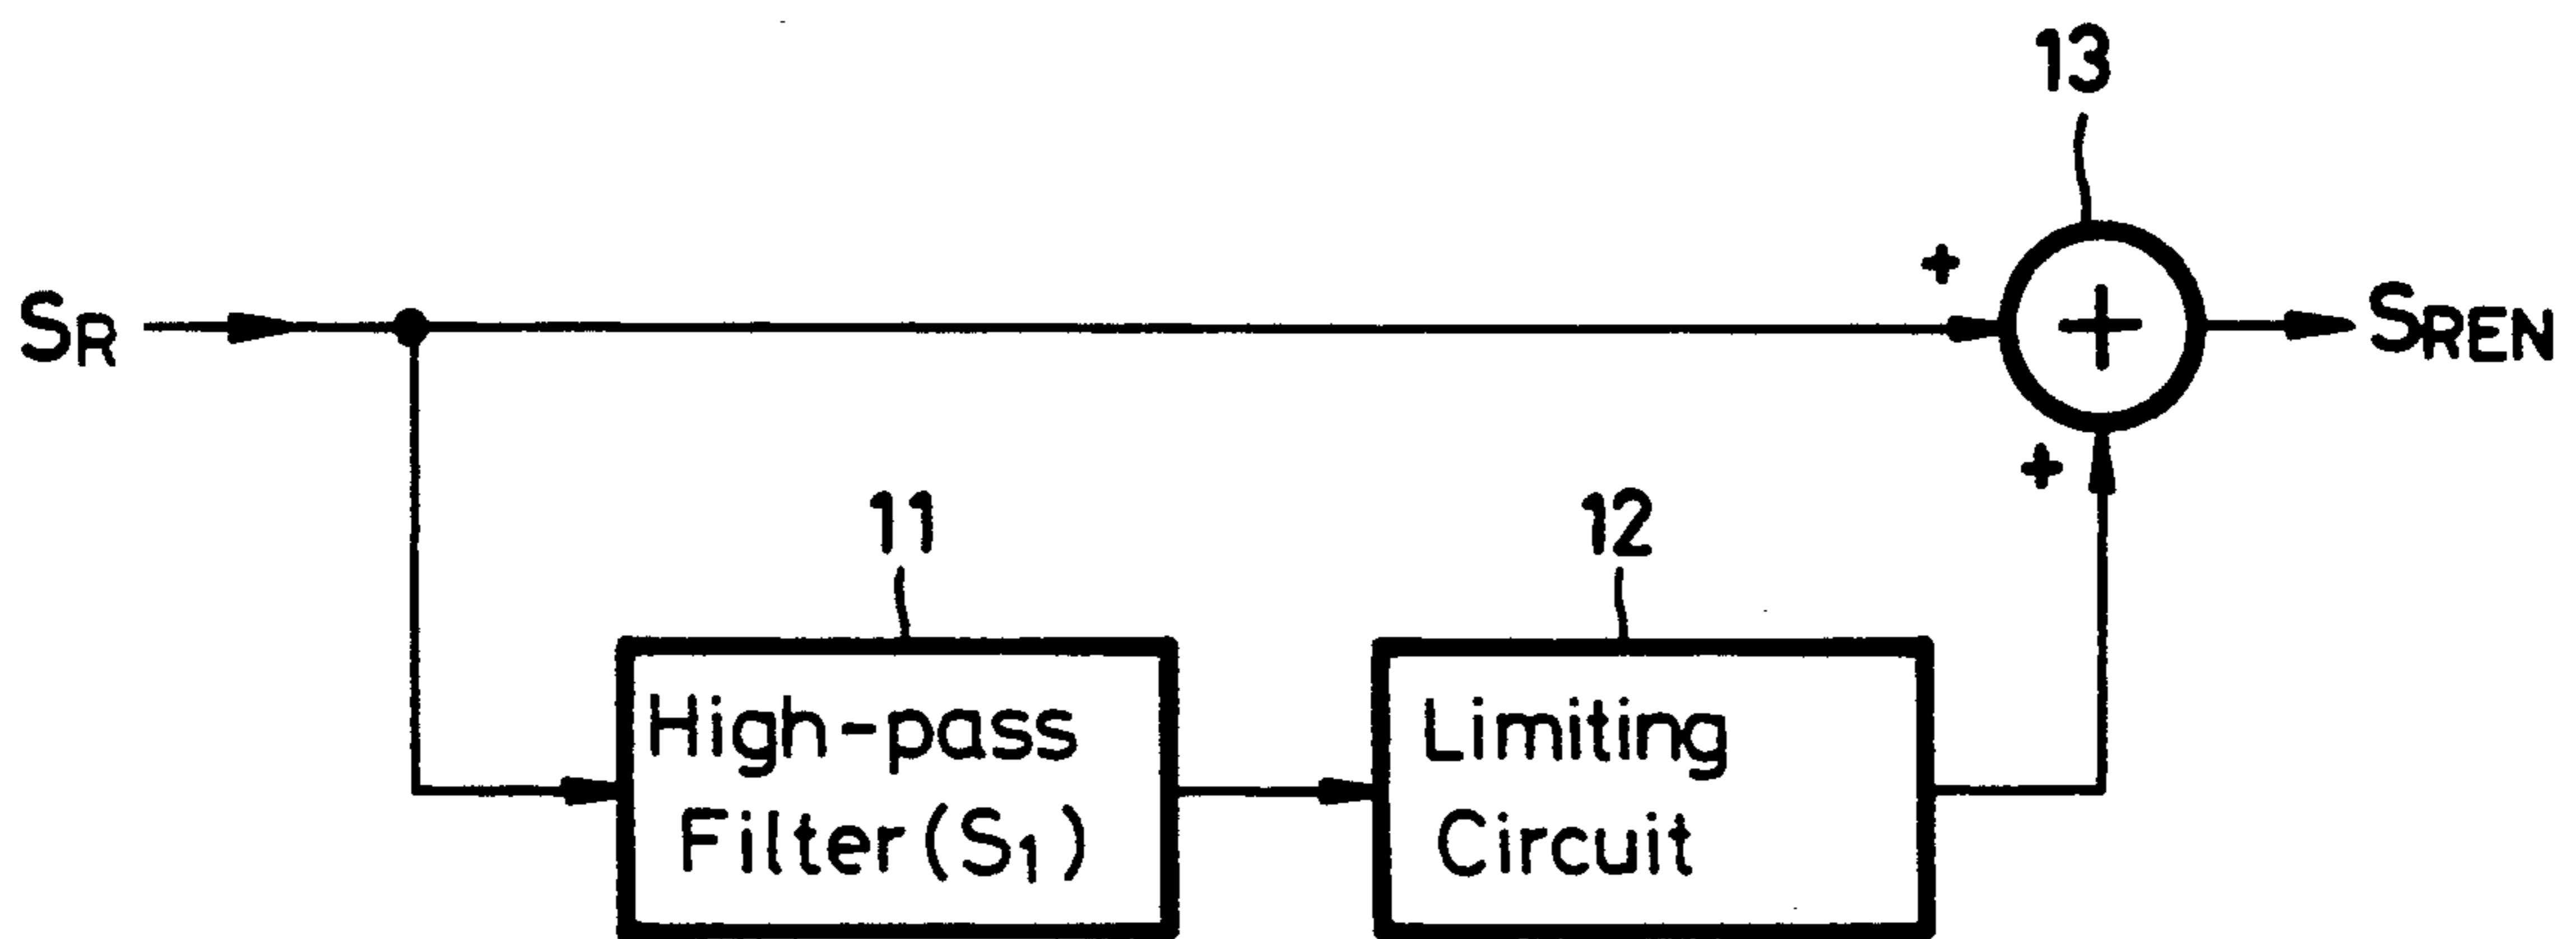 13
+
SR
+
SREN
+
11
12
High-pass
Filter (S1)
Limiting
Circuit